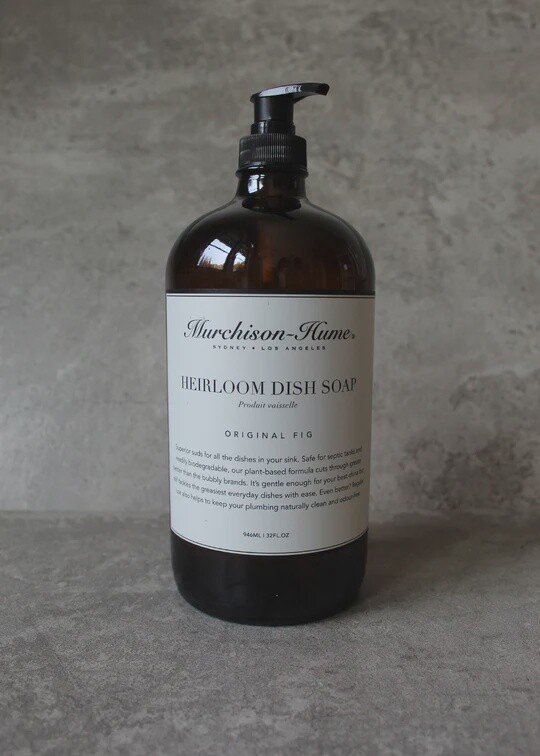 Murchison-Hume®
SYDNEY • LOS ANGELES
HEIRLOOM DISH SOAP
Produit vaisselle
ORIGINAL FIG
Superior suds for all the dishes in your sink. Safe for septic tanks and
readily biodegradable, our plant-based formula cuts through grease
better than the bubbly brands. It's gentle enough for your best china but
still tackles the greasiest everyday dishes with ease. Even better? Regular
use also helps to keep your plumbing naturally clean and odour-free.
946ML | 32FL.OZ